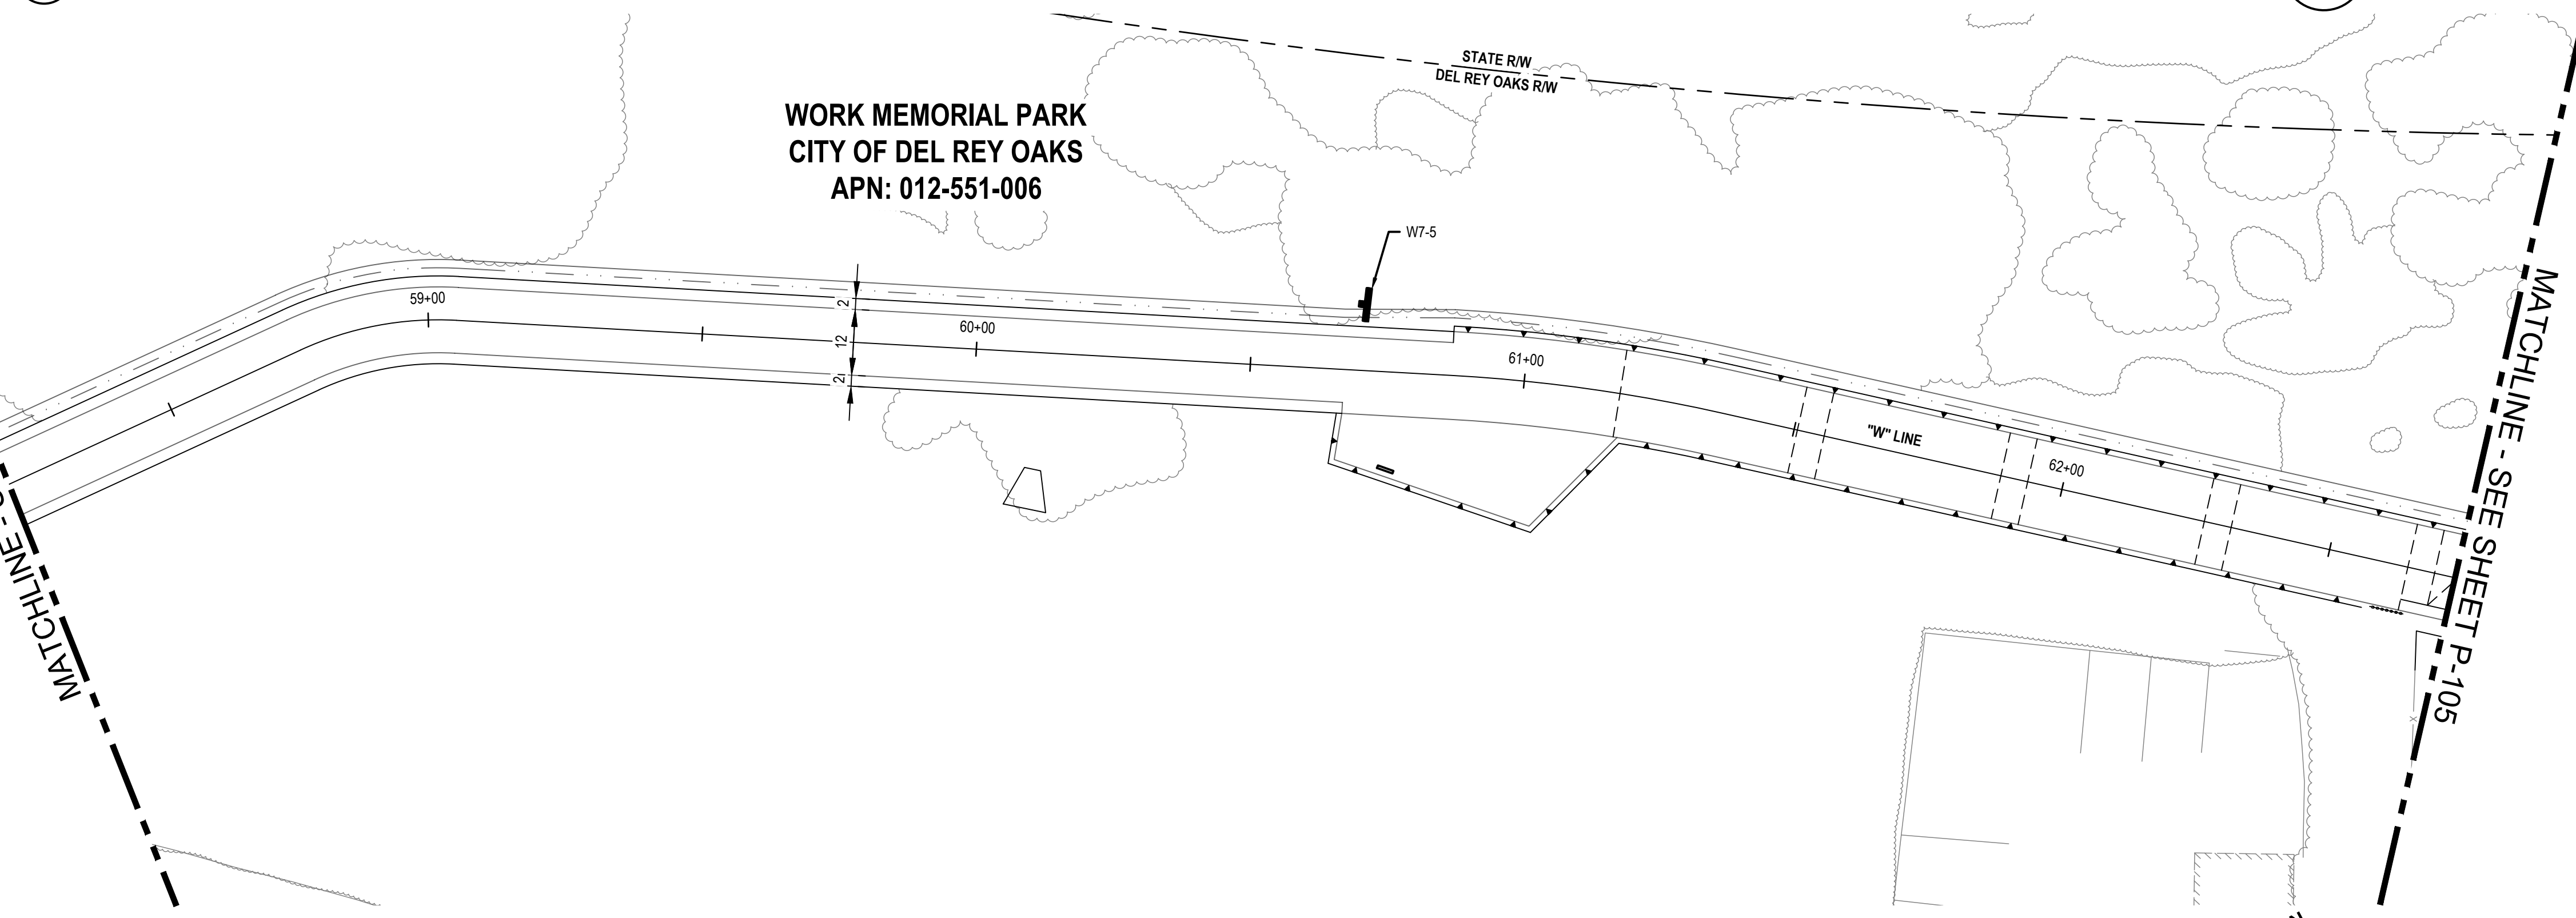 STATE R/W
DEL REY OAKS R/W
WORK MEMORIAL PARK
CITY OF DEL REY OAKS
APN: 012-551-006
W7-5
59+00
2
12
2
60+00
61+00
"W" LINE
62+00
MATCHLINE -
MATCHLINE - SEE SHEET P-105
X